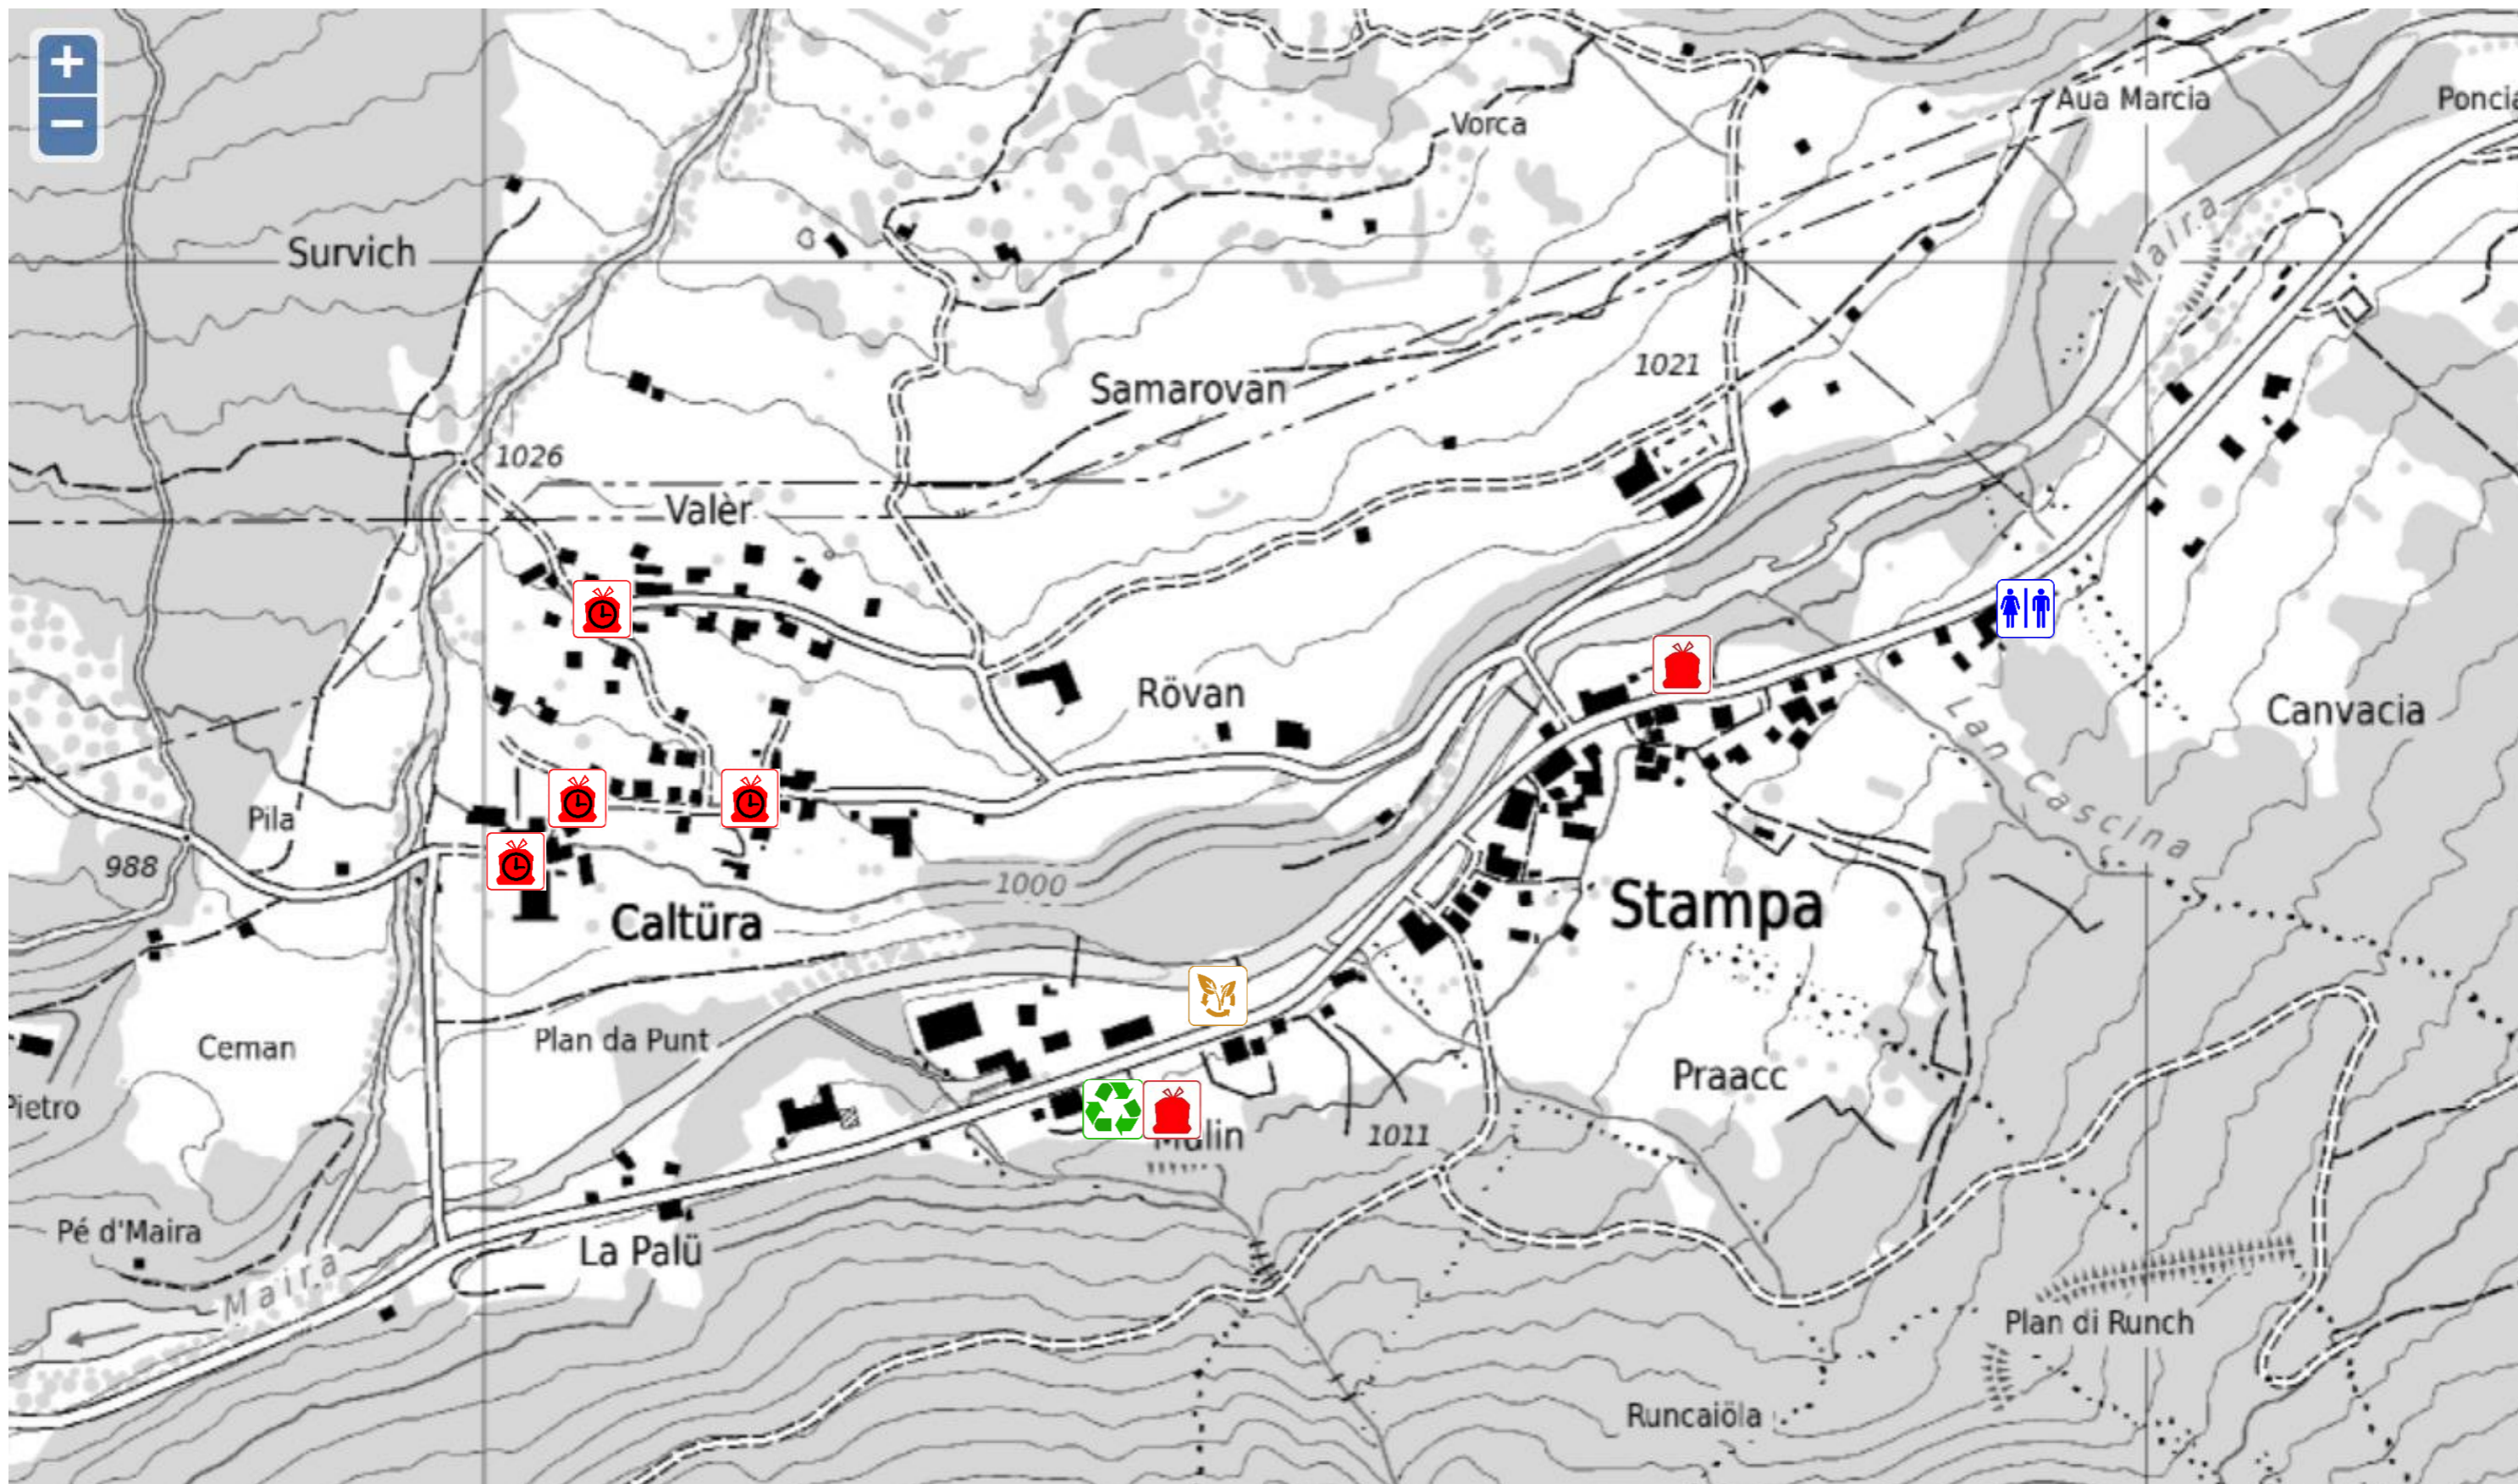 +
−
Aua Marcia
Vorca
Maira
Survich
1021
Samarovan
1026
Valèr
Rövan
Canvacia
Lan Cascina
Pila
988
1000
Caltüra
Stampa
Ceman
Plan da Punt
Praacc
Pietro
Mulin
1011
Pé d'Maira
La Palü
Maira
Plan di Runch
Runcaiöla